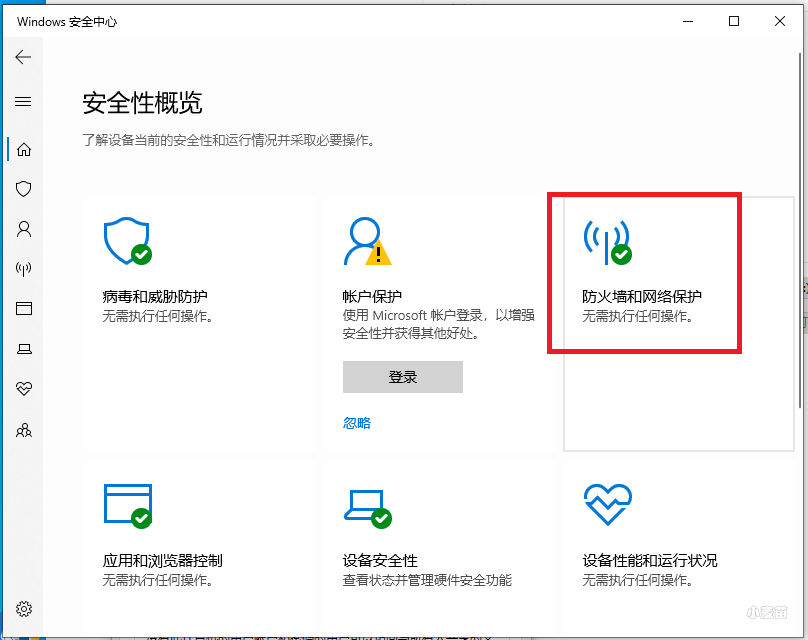 Windows 安全中心
安全性概览
了解设备当前的安全性和运行情况并采取必要操作。
病毒和威胁防护
无需执行任何操作。
帐户保护
使用 Microsoft 帐户登录，以增强
安全性并获得其他好处。
登录
忽略
防火墙和网络保护
无需执行任何操作。
应用和浏览器控制
无需执行任何操作。
设备安全性
查看状态并管理硬件安全功能
设备性能和运行状况
无需执行任何操作。
小麦苗